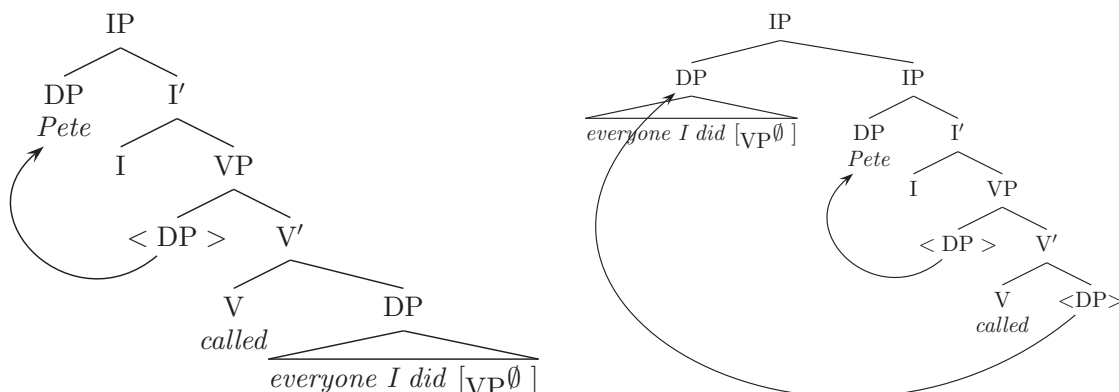 IP
DP I′
Pete
I VP
< DP > V′
V DP
called
everyone I did [VP∅ ]
IP
DP IP
everyone I did [VP∅ ]
DP I′
Pete
I VP
< DP > V′
V <DP>
called